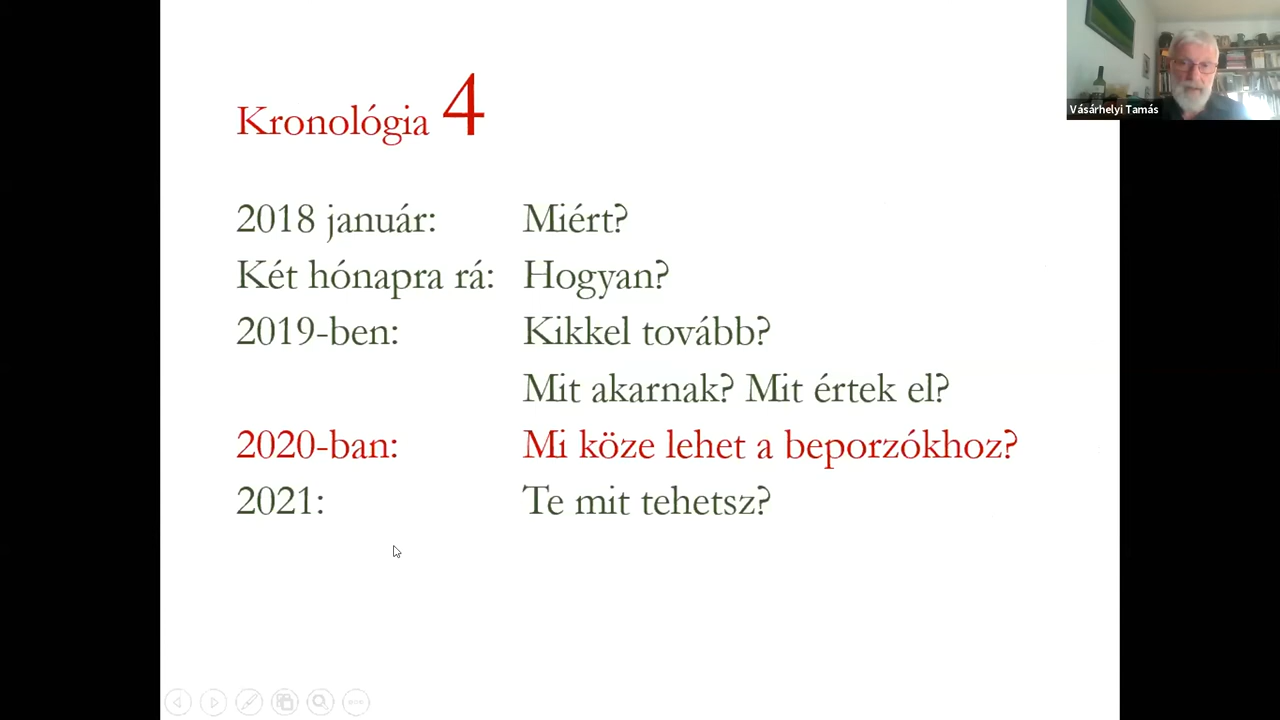 Kronológia 4
2018 január: Miért?
Két hónapra rá: Hogyan?
2019-ben: Kikkel tovább?
Mit akarnak? Mit értek el?
2020-ban: Mi köze lehet a beporzókhoz?
2021: Te mit tehetsz?
Vásárhelyi Tamás